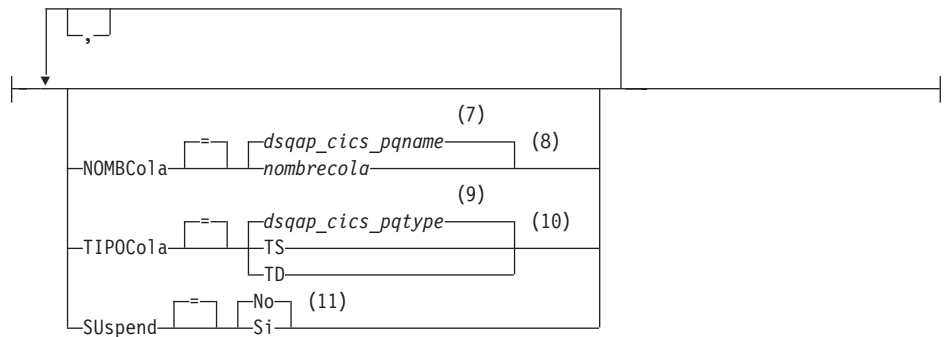 ,
(7)
= dsqap_cics_pqname (8)
NOMBCola nombrecola
(9)
= dsqap_cics_pqtype (10)
TIPOCola TS
TD
= No (11)
SUspend Si